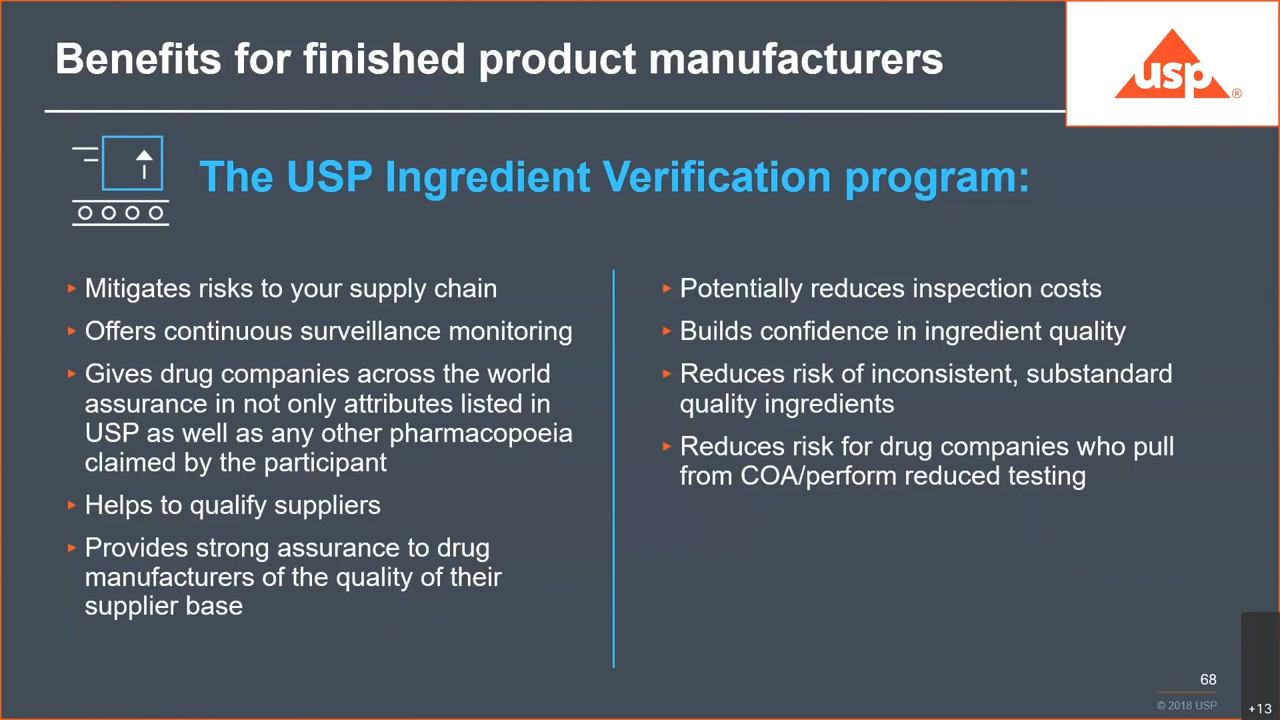 Benefits for finished product manufacturers
usp®
The USP Ingredient Verification program:
▸ Mitigates risks to your supply chain
▸ Offers continuous surveillance monitoring
▸ Gives drug companies across the world
assurance in not only attributes listed in
USP as well as any other pharmacopoeia
claimed by the participant
▸ Helps to qualify suppliers
▸ Provides strong assurance to drug
manufacturers of the quality of their
supplier base
▸ Potentially reduces inspection costs
▸ Builds confidence in ingredient quality
▸ Reduces risk of inconsistent, substandard
quality ingredients
▸ Reduces risk for drug companies who pull
from COA/perform reduced testing
68
© 2018 USP
+13